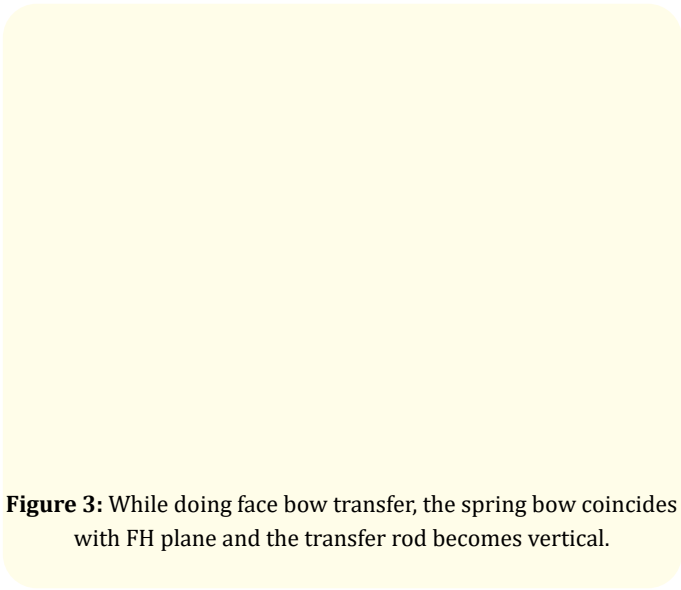 Figure 3: While doing face bow transfer, the spring bow coincides
with FH plane and the transfer rod becomes vertical.